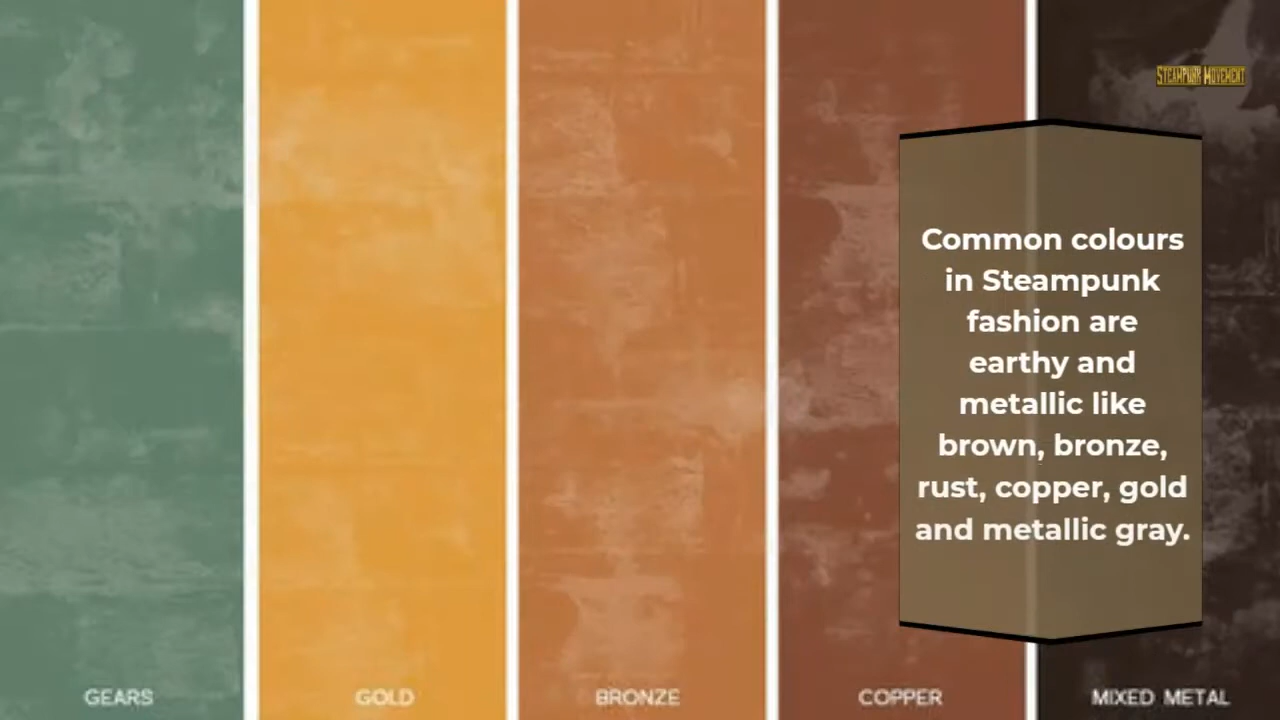 STEAMPUNK MOVEMENT
Common colours
in Steampunk
fashion are
earthy and
metallic like
brown, bronze,
rust, copper, gold
and metallic gray.
GEARS
GOLD
BRONZE
COPPER
MIXED METAL